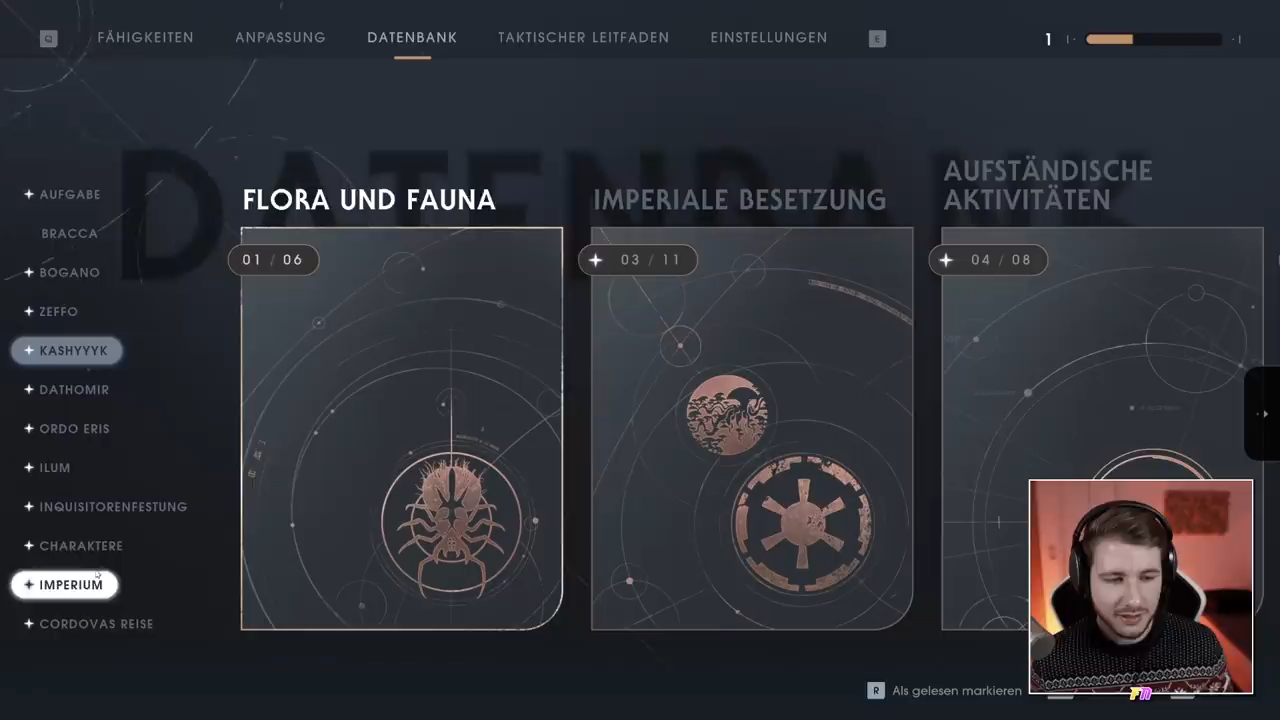 Q
FÄHIGKEITEN
ANPASSUNG
DATENBANK
TAKTISCHER LEITFADEN
EINSTELLUNGEN
E
1
DATENBANK
AUFGABE
BRACCA
BOGANO
ZEFFO
KASHYYYK
DATHOMIR
ORDO ERIS
ILUM
INQUISITORENFESTUNG
CHARAKTERE
IMPERIUM
CORDOVAS REISE
FLORA UND FAUNA
01 / 06
IMPERIALE BESETZUNG
03 / 11
AUFSTÄNDISCHE
AKTIVITÄTEN
04 / 08
R Als gelesen markieren
FN